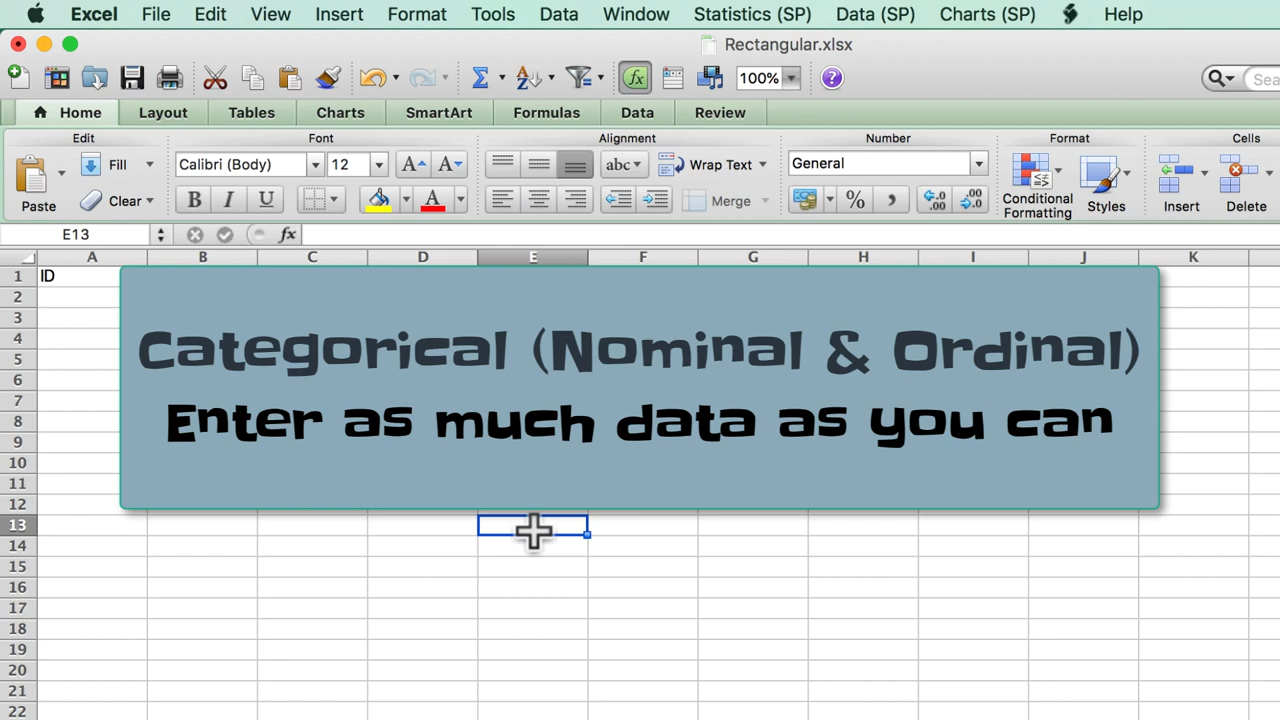 Excel File Edit View Insert Format Tools Data Window Statistics (SP) Data (SP) Charts (SP) Help
Rectangular.xlsx
100%
Home Layout Tables Charts SmartArt Formulas Data Review
Edit Font Alignment Number Format Cells
Fill Calibri (Body) 12 A A abc Wrap Text General
Paste Clear B I U A Merge % , .0 .00 .00 .0 Conditional Formatting Styles Insert Delete
E13 fx
A B C D E F G H I J K
1 ID
2
3
4
5
6
7
8
9
10
11
12
13
14
15
16
17
18
19
20
21
22
Categorical (Nominal & Ordinal)
Enter as much data as you can